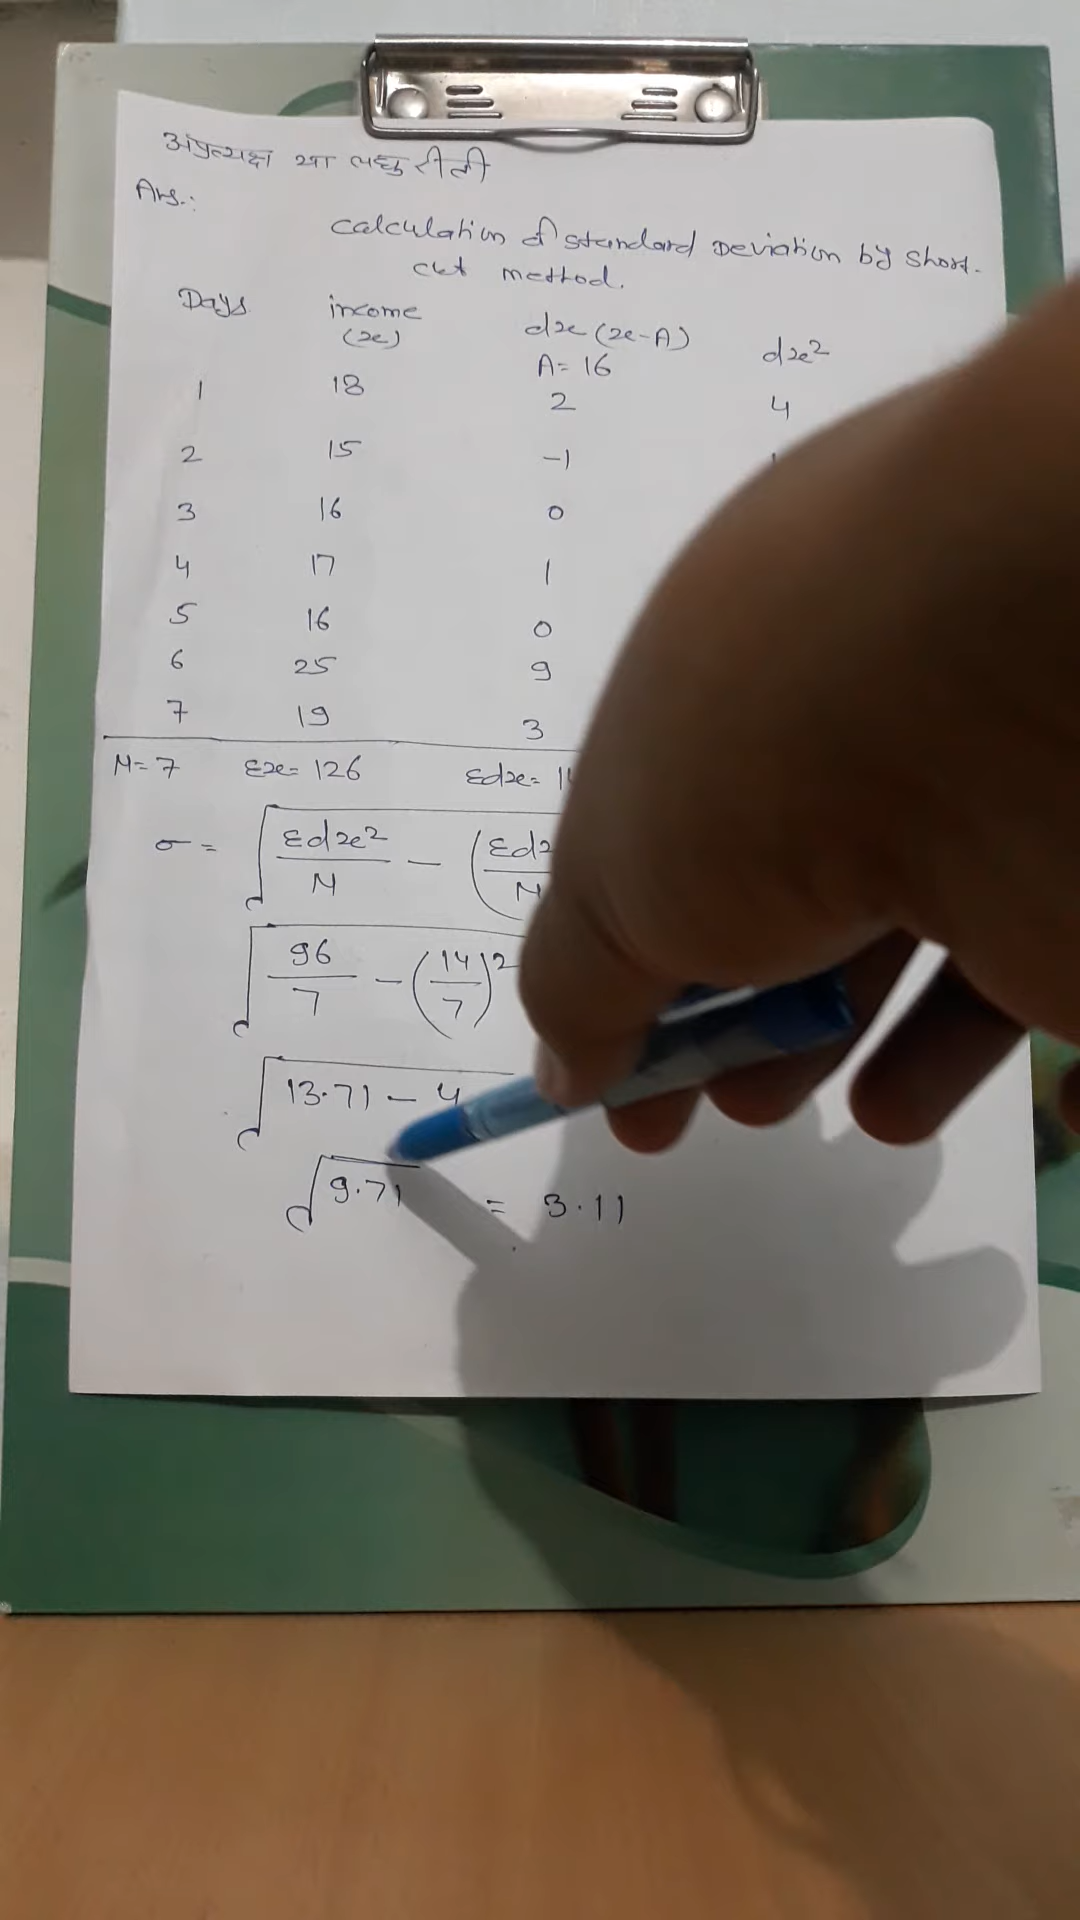 अप्रत्यक्ष या लघु रीती
Ans.:
calculation of standard Deviation by short-
cut method.
Days income (x) dx (x-A) A= 16 dx²
1 18 2 4
2 15 -1
3 16 0
4 17 1
5 16 0
6 25 9
7 19 3
N= 7 Σx= 126 Σdx=
σ = √ Σdx²/N - (
√ 96/7 - (14/7)²
√ 13.71 - 4
√9.71 = 3.11